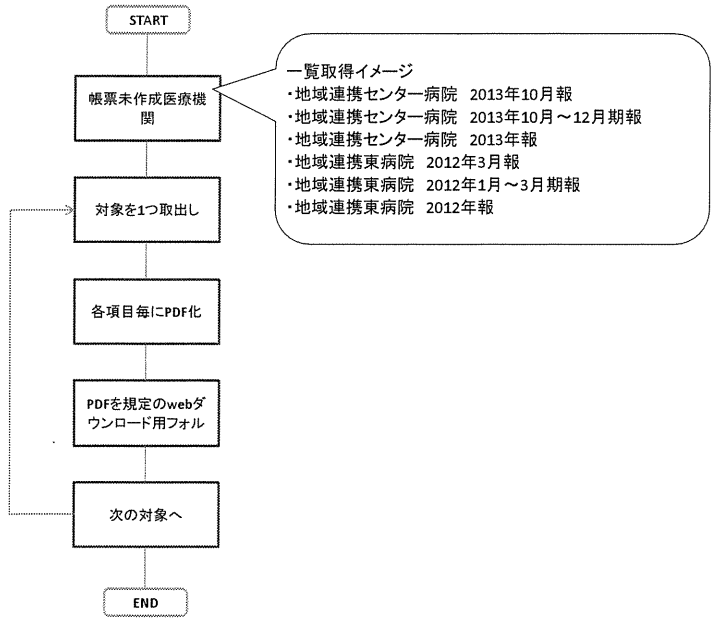 START
帳票未作成医療機
関
一覧取得イメージ
・地域連携センター病院 2013年10月報
・地域連携センター病院 2013年10月～12月期報
・地域連携センター病院 2013年報
・地域連携東病院 2012年3月報
・地域連携東病院 2012年1月～3月期報
・地域連携東病院 2012年報
対象を1つ取出し
各項目毎にPDF化
PDFを規定のwebダ
ウンロード用フォル
次の対象へ
END